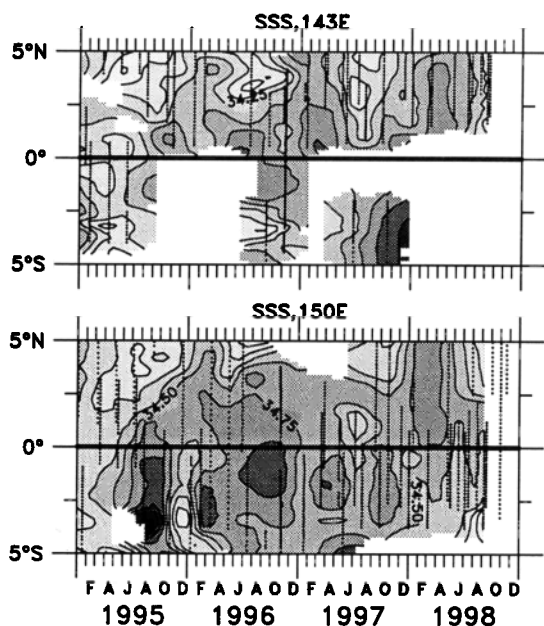 SSS,143E
5°N
34.25
0°
5°S
SSS,150E
5°N
34.50
34.75
0°
34.50
5°S
F A J A O D F A J A O D F A J A O D F A J A O D
1995 1996 1997 1998